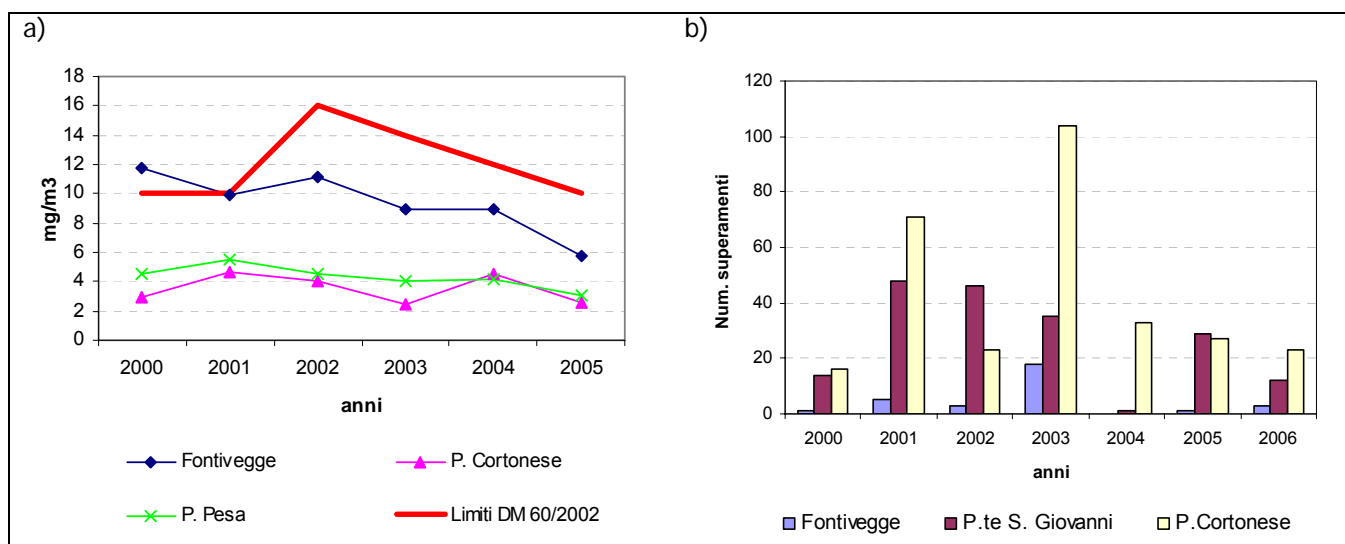 a)
18
16
14
12
10
8
6
4
2
0
mg/m3
2000 2001 2002 2003 2004 2005
anni
Fontivegge P. Cortonese
P. Pesa Limiti DM 60/2002
b)
120
100
80
60
40
20
0
Num. superamenti
2000 2001 2002 2003 2004 2005 2006
anni
Fontivegge P.te S. Giovanni P.Cortonese